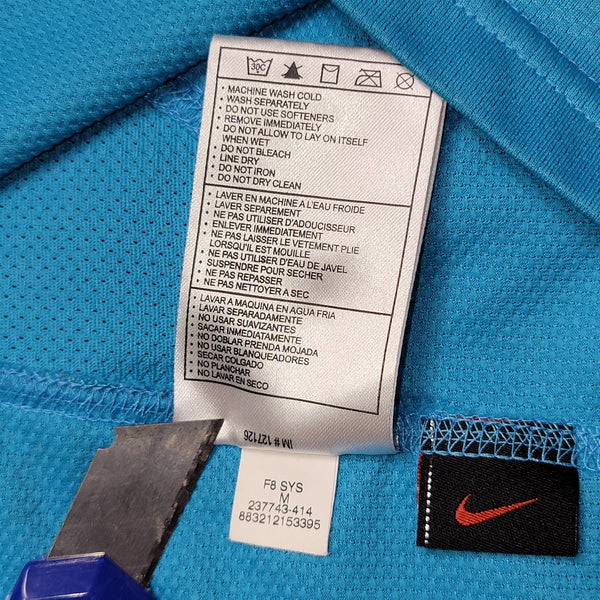 30C
• MACHINE WASH COLD
• WASH SEPARATELY
• DO NOT USE SOFTENERS
REMOVE IMMEDIATELY
• DO NOT ALLOW TO LAY ON ITSELF
WHEN WET
• DO NOT BLEACH
• LINE DRY
• DO NOT IRON
• DO NOT DRY CLEAN
• LAVER EN MACHINE A L'EAU FROIDE
• LAVER SEPAREMENT
• NE PAS UTILISER D'ADOUCISSEUR
ENLEVER IMMEDIATEMENT
• NE PAS LAISSER LE VETEMENT PLIE
LORSQU'IL EST MOUILLE
• NE PAS UTILISER D'EAU DE JAVEL
• SUSPENDRE POUR SECHER
• NE PAS REPASSER
• NE PAS NETTOYER A SEC
• LAVAR A MAQUINA EN AGUA FRIA
• LAVAR SEPARADAMENTE
• NO USAR SUAVIZANTES
SACAR INMEDIATAMENTE
• NO DOBLAR PRENDA MOJADA
• NO USAR BLANQUEADORES
• SECAR COLGADO
• NO PLANCHAR
• NO LAVAR EN SECO
IM # 127126
F8 SYS
M
237743-414
883212153395